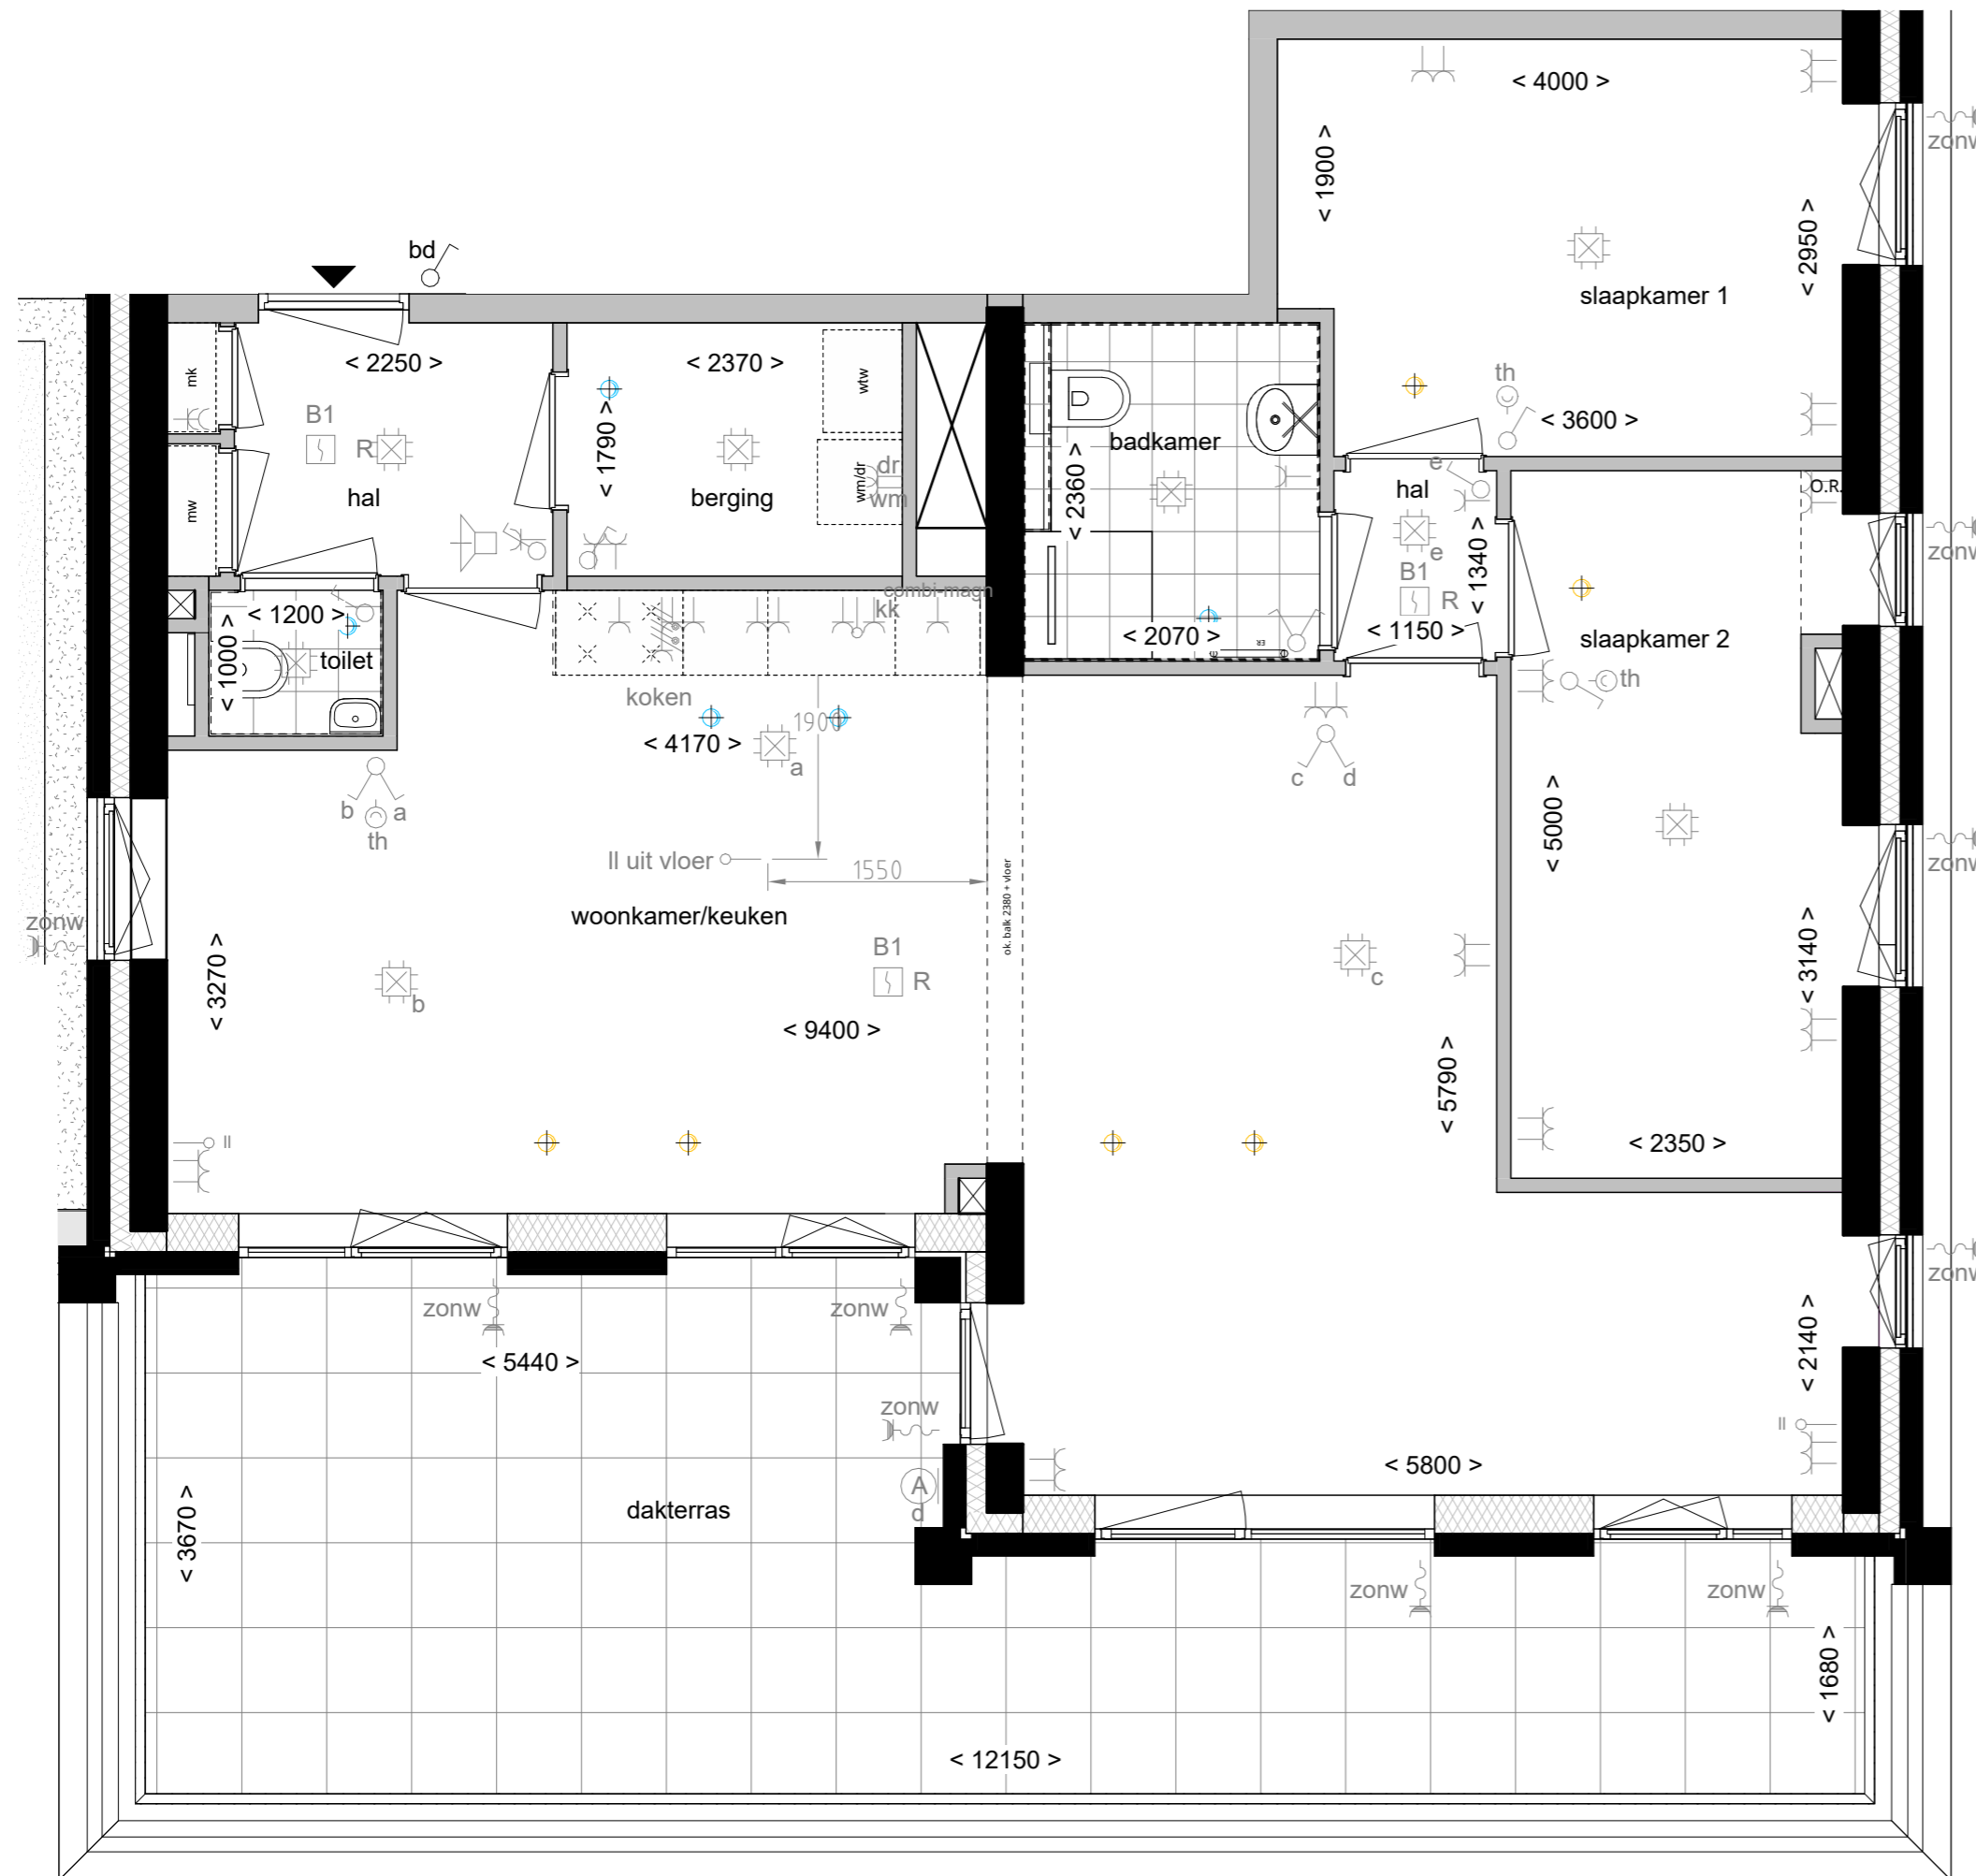 < 4000 >
< 1900 >
zonw
< 2950 >
slaapkamer 1
bd
< 2250 >
< 2370 >
mk
wtw
B1
R
< 1790 >
th
< 3600 >
badkamer
< 2360 >
dr
wm/dr
wm
mw
hal
berging
e
hal
O.R.
zonw
e
< 1340 >
B1
R
combi-magn
kk
< 1200 >
< 1000 >
toilet
< 2070 >
ER
< 1150 >
slaapkamer 2
th
koken
1900
< 4170 >
a
c
d
b
a
th
< 5000 >
zonw
ll uit vloer
1550
ok. balk 2380 + vloer
woonkamer/keuken
zonw
B1
R
< 3270 >
b
c
< 3140 >
< 9400 >
< 5790 >
ll
< 2350 >
zonw
zonw
zonw
< 5440 >
< 2140 >
zonw
ll
< 5800 >
A
d
dakterras
< 3670 >
zonw
zonw
< 1680 >
< 12150 >